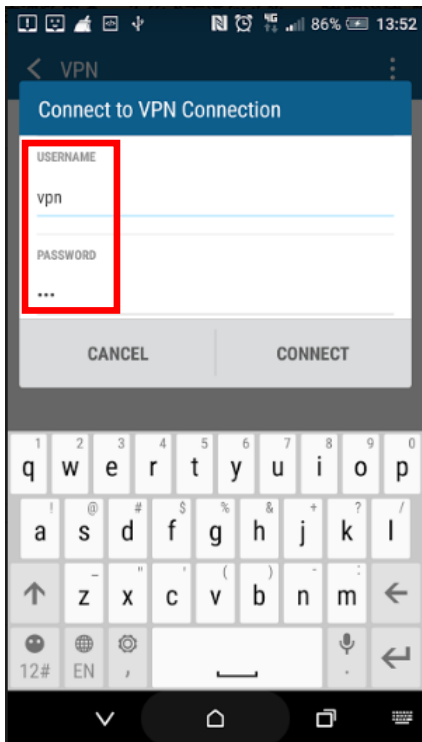 4G 86% 13:52
VPN
Connect to VPN Connection
USERNAME
vpn
PASSWORD
•••
CANCEL CONNECT
1 2 3 4 5 6 7 8 9 0
q w e r t y u i o p
! @ # $ % & + ? /
a s d f g h j k l
_ " ' ( ) - :
z x c v b n m
12# EN , .